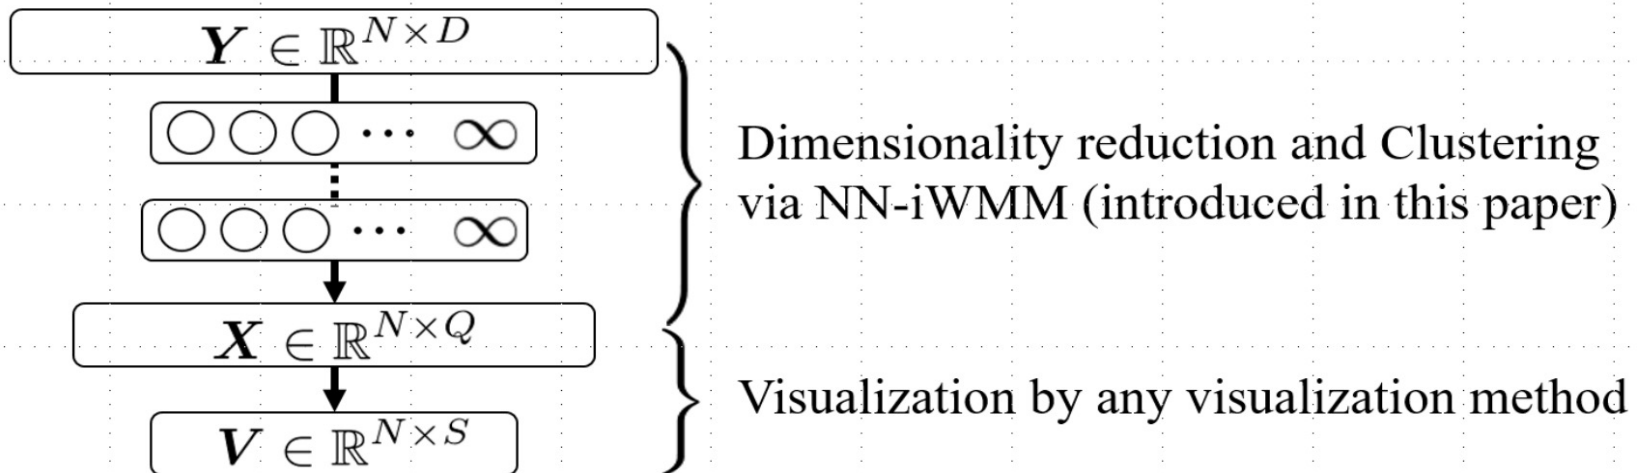 Y ∈ ℝ^{N×D}
··· ∞
Dimensionality reduction and Clustering
via NN-iWMM (introduced in this paper)
··· ∞
X ∈ ℝ^{N×Q}
Visualization by any visualization method
V ∈ ℝ^{N×S}